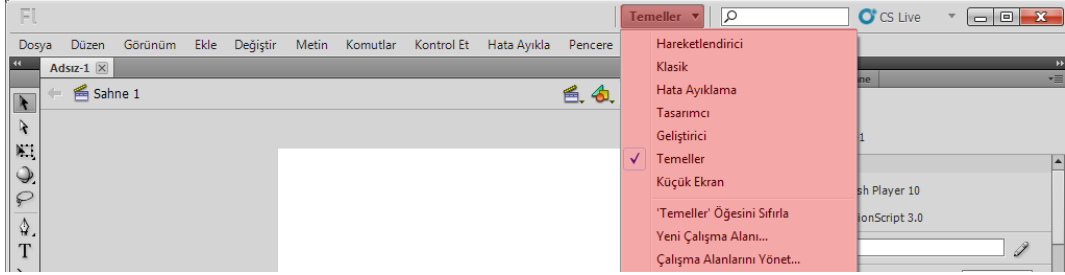 Fl Temeller CS Live
Dosya Düzen Görünüm Ekle Değiştir Metin Komutlar Kontrol Et Hata Ayıkla Pencere
Adsız-1
Sahne 1
Hareketlendirici
Klasik
Hata Ayıklama
Tasarımcı
Geliştirici
Temeller
Küçük Ekran
'Temeller' Öğesini Sıfırla
Yeni Çalışma Alanı...
Çalışma Alanlarını Yönet...
ne
-1
sh Player 10
ionScript 3.0
T